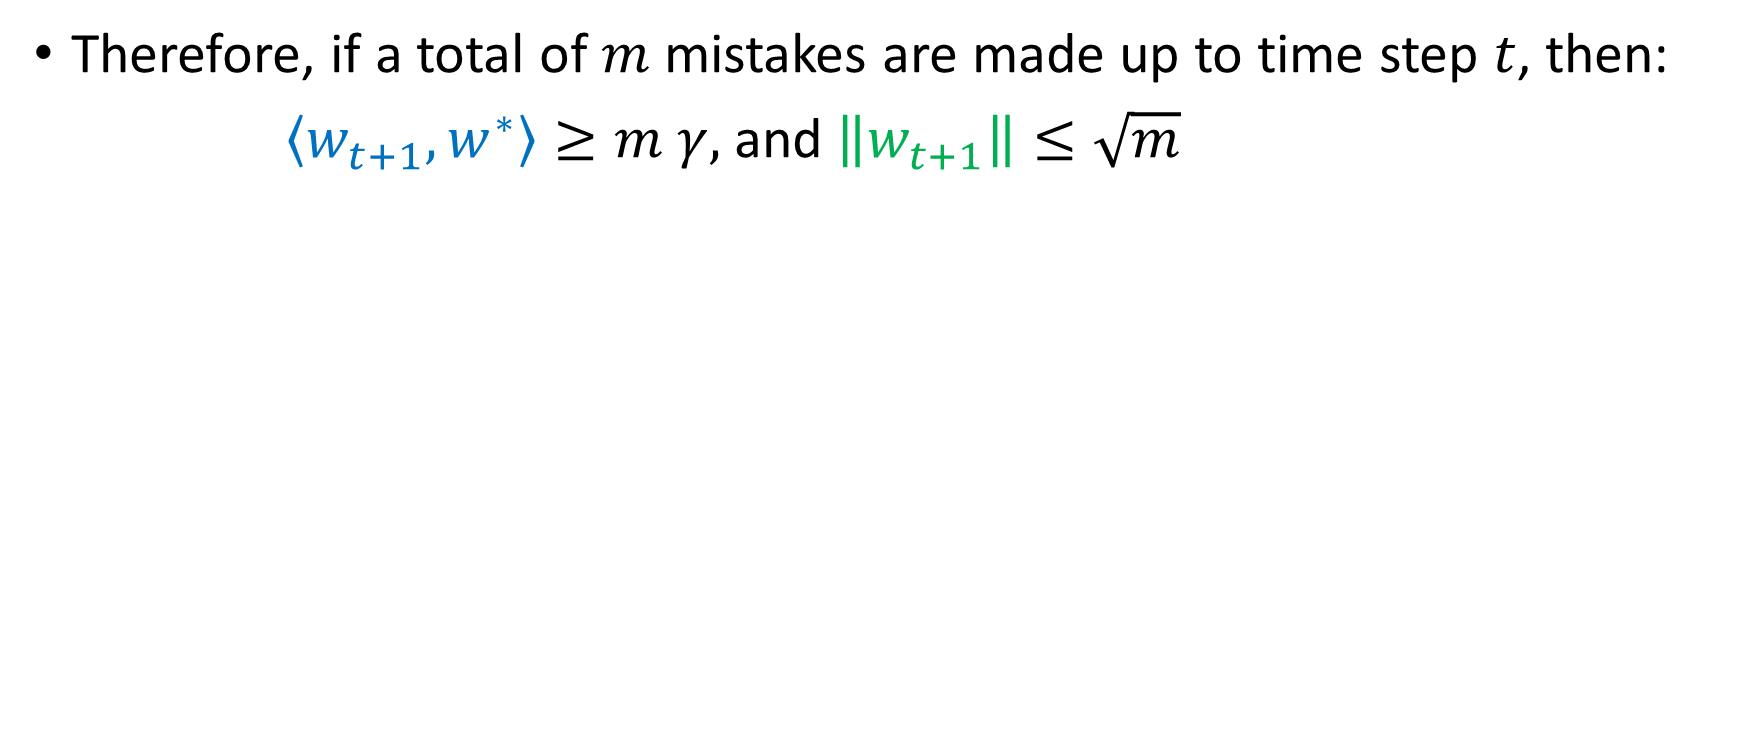 • Therefore, if a total of m mistakes are made up to time step t, then:
⟨w_{t+1}, w^*⟩ ≥ m γ, and ‖w_{t+1}‖ ≤ √m